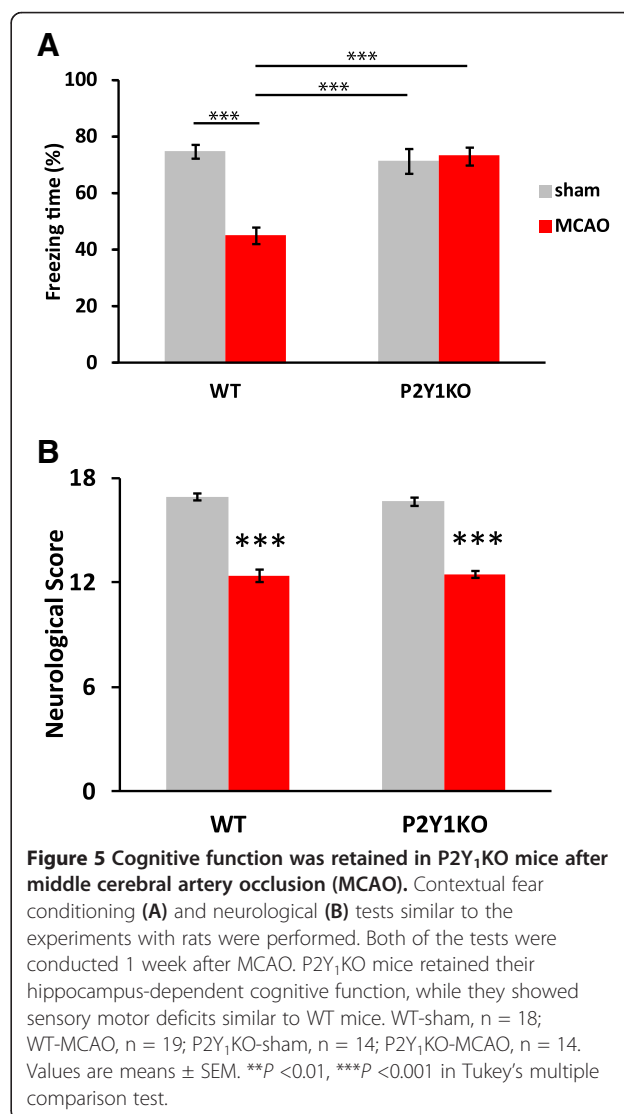 A
***
***
***
100
80
60
40
20
0
Freezing time (%)
sham
MCAO
WT
P2Y1KO
B
18
12
6
0
Neurological Score
***
***
WT
P2Y1KO
Figure 5 Cognitive function was retained in P2Y₁KO mice after
middle cerebral artery occlusion (MCAO). Contextual fear
conditioning (A) and neurological (B) tests similar to the
experiments with rats were performed. Both of the tests were
conducted 1 week after MCAO. P2Y₁KO mice retained their
hippocampus-dependent cognitive function, while they showed
sensory motor deficits similar to WT mice. WT-sham, n = 18;
WT-MCAO, n = 19; P2Y₁KO-sham, n = 14; P2Y₁KO-MCAO, n = 14.
Values are means ± SEM. **P <0.01, ***P <0.001 in Tukey's multiple
comparison test.